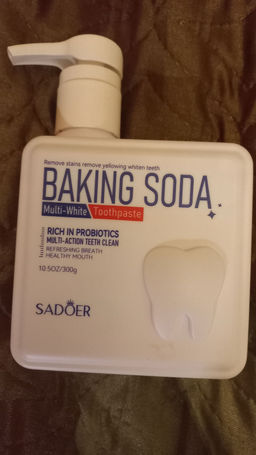 Remove stains remove yellowing whiten teeth.
BAKING SODA
Multi-White Toothpaste
RICH IN PROBIOTICS
MULTI-ACTION TEETH CLEAN
REFRESHING BREATH
HEALTHY MOUTH
10.5OZ/300g
SADOER